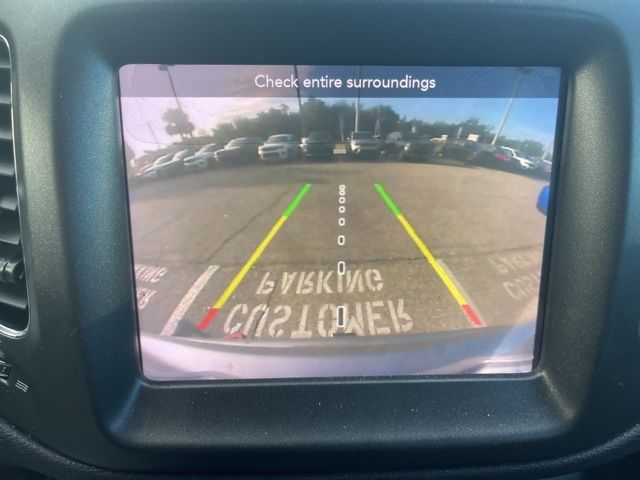 Check entire surroundings
PARKING
CUSTOMER